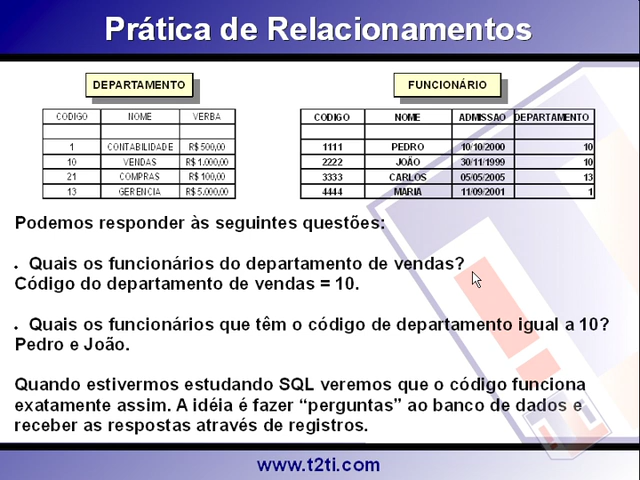 Prática de Relacionamentos
DEPARTAMENTO
CODIGO NOME VERBA
1 CONTABILIDADE R$ 500,00
10 VENDAS R$ 1.000,00
21 COMPRAS R$ 100,00
13 GERENCIA R$ 5.000,00
FUNCIONÁRIO
CODIGO NOME ADMISSAO DEPARTAMENTO
1111 PEDRO 10/10/2000 10
2222 JOÃO 30/11/1999 10
3333 CARLOS 05/05/2005 13
4444 MARIA 11/09/2001 1
Podemos responder às seguintes questões:
• Quais os funcionários do departamento de vendas?
Código do departamento de vendas = 10.
• Quais os funcionários que têm o código de departamento igual a 10?
Pedro e João.
Quando estivermos estudando SQL veremos que o código funciona
exatamente assim. A idéia é fazer “perguntas” ao banco de dados e
receber as respostas através de registros.
www.t2ti.com